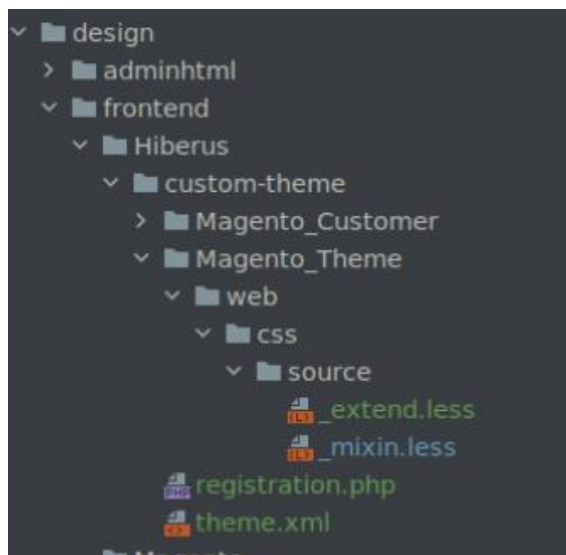 design
adminhtml
frontend
Hiberus
custom-theme
Magento_Customer
Magento_Theme
web
css
source
_extend.less
_mixin.less
registration.php
theme.xml